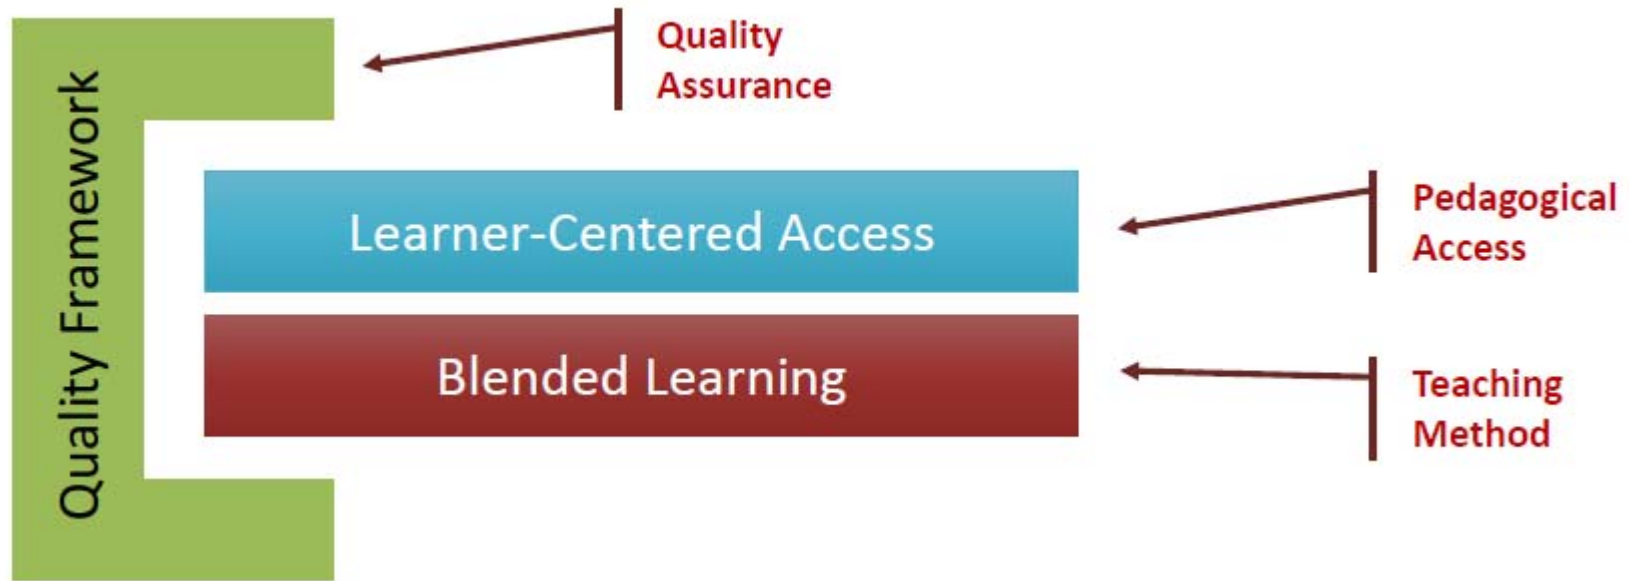 Quality Framework
Quality
Assurance
Learner-Centered Access
Pedagogical
Access
Blended Learning
Teaching
Method